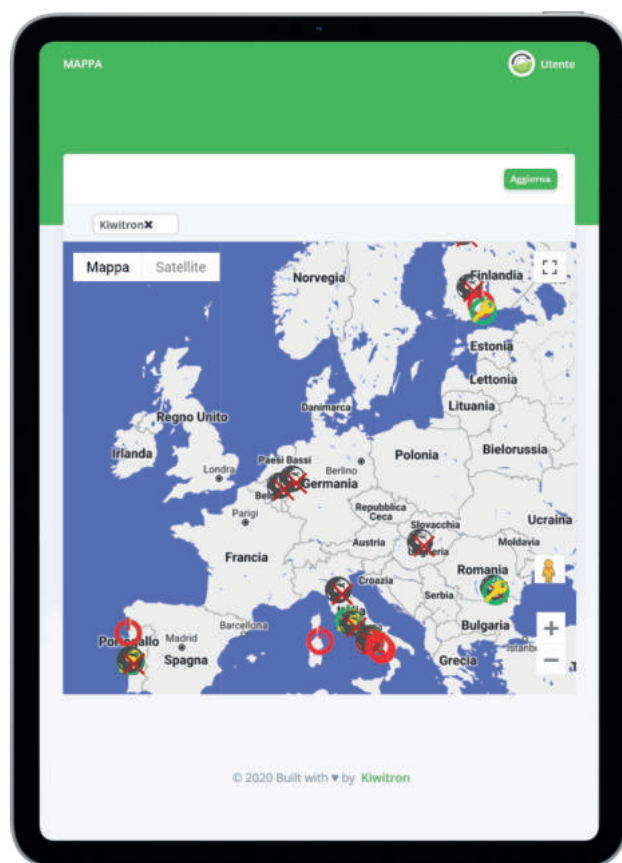 MAPPA
Utente
Aggiorna
Kiwitron✖
Mappa
Satellite
Norvegia
Finlandia
Estonia
Lettonia
Lituania
Danimarca
Regno Unito
Irlanda
Londra
Paesi Bassi
Berlino
Polonia
Bielorussia
Germania
Parigi
Repubblica
Ceca
Slovacchia
Ucraina
Austria
Moldavia
Francia
Romania
Croazia
Serbia
Barcellona
Bulgaria
Madrid
Spagna
Grecia
© 2020 Built with ♥ by Kiwitron